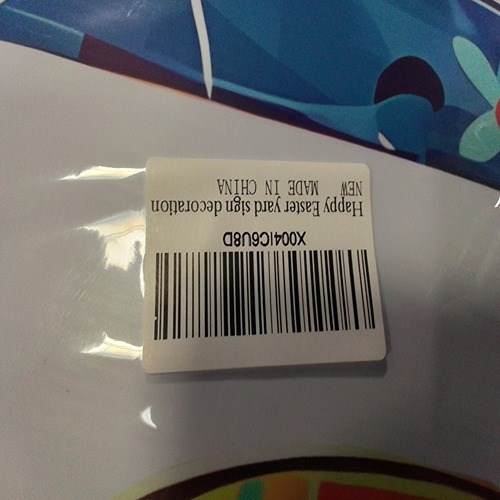 X004IC6U8D
Happy Easter yard sign decoration
NEW MADE IN CHINA